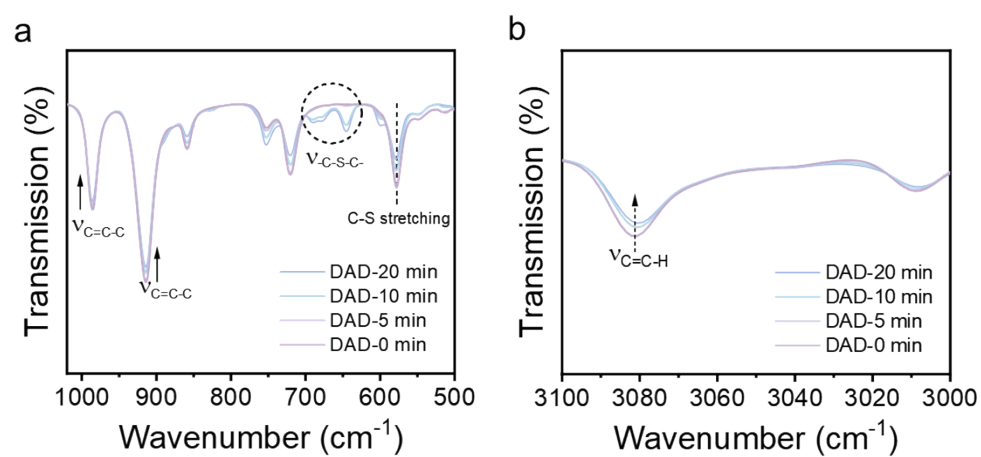 a
Transmission (%)
ν-C-S-C-
C-S stretching
νC=C-C
νC=C-C
DAD-20 min
DAD-10 min
DAD-5 min
DAD-0 min
1000 900 800 700 600 500
Wavenumber (cm-1)
b
Transmission (%)
νC=C-H
DAD-20 min
DAD-10 min
DAD-5 min
DAD-0 min
3100 3080 3060 3040 3020 3000
Wavenumber (cm-1)